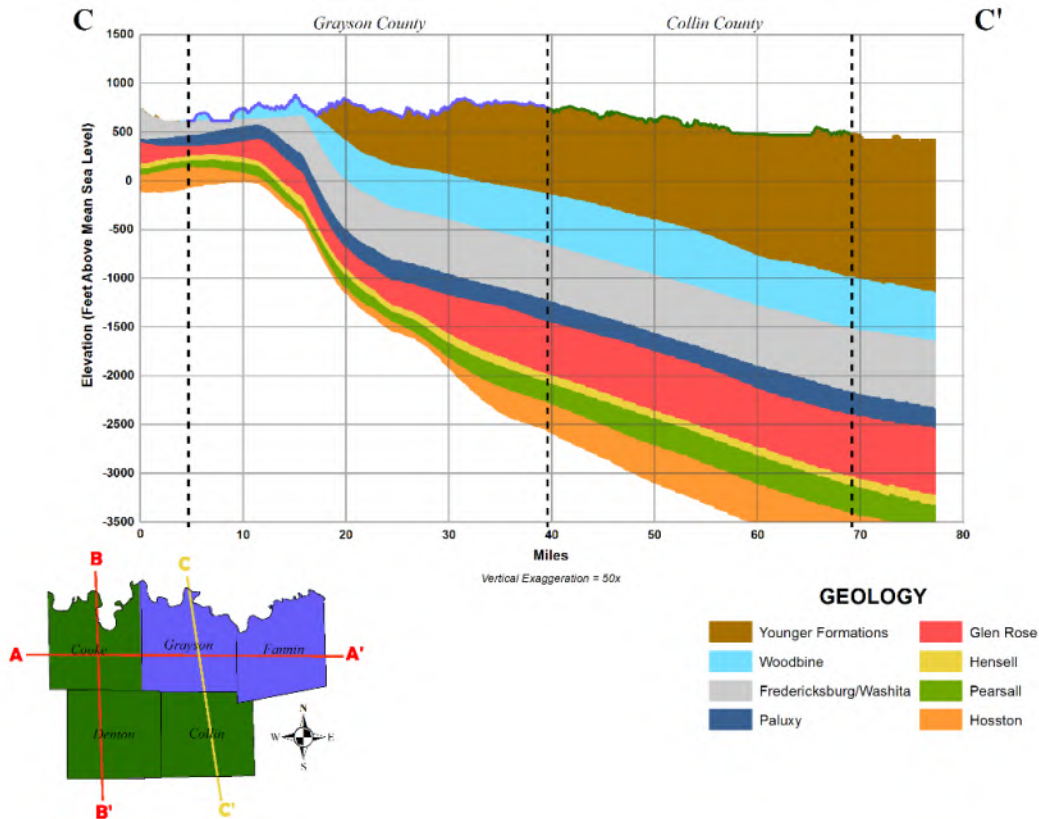 C
Grayson County
Collin County
C'
Elevation (Feet Above Mean Sea Level)
1500
1000
500
0
-500
-1000
-1500
-2000
-2500
-3000
-3500
0 10 20 30 40 50 60 70 80
Miles
Vertical Exaggeration = 50x
B
C
Cooke
Grayson
Fannin
A
A'
Denton
Collin
N
W E
S
B'
C'
GEOLOGY
Younger Formations
Woodbine
Fredericksburg/Washita
Paluxy
Glen Rose
Hensell
Pearsall
Hosston